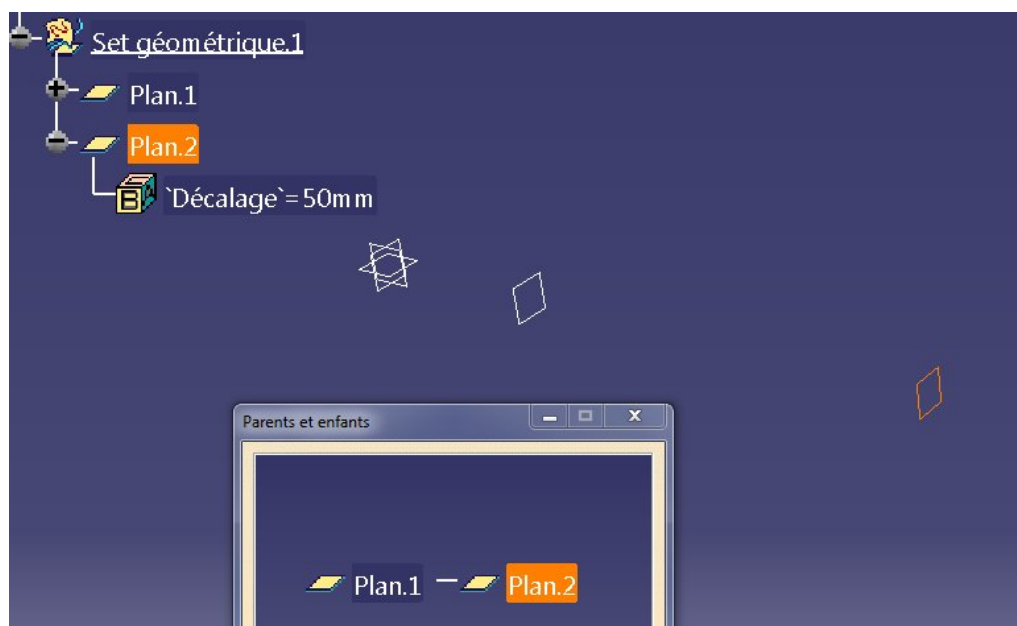 Set géométrique.1
Plan.1
Plan.2
B `Décalage`=50mm
Parents et enfants
Plan.1
Plan.2